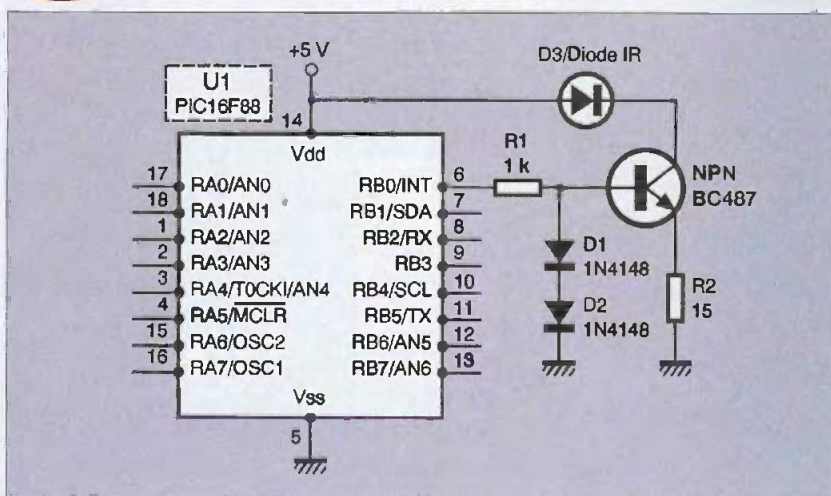 +5 V
D3/Diode IR
U1
PIC16F88
14
Vdd
R1
1 k
NPN
BC487
17 RA0/AN0 RB0/INT 6
18 RA1/AN1 RB1/SDA 7
1 RA2/AN2 RB2/RX 8
2 RA3/AN3 RB3 9
3 RA4/T0CKI/AN4 RB4/SCL 10
4 RA5/MCLR RB5/TX 11
15 RA6/OSC2 RB6/AN5 12
16 RA7/OSC1 RB7/AN6 13
D1
1N4148
D2
1N4148
R2
15
Vss
5